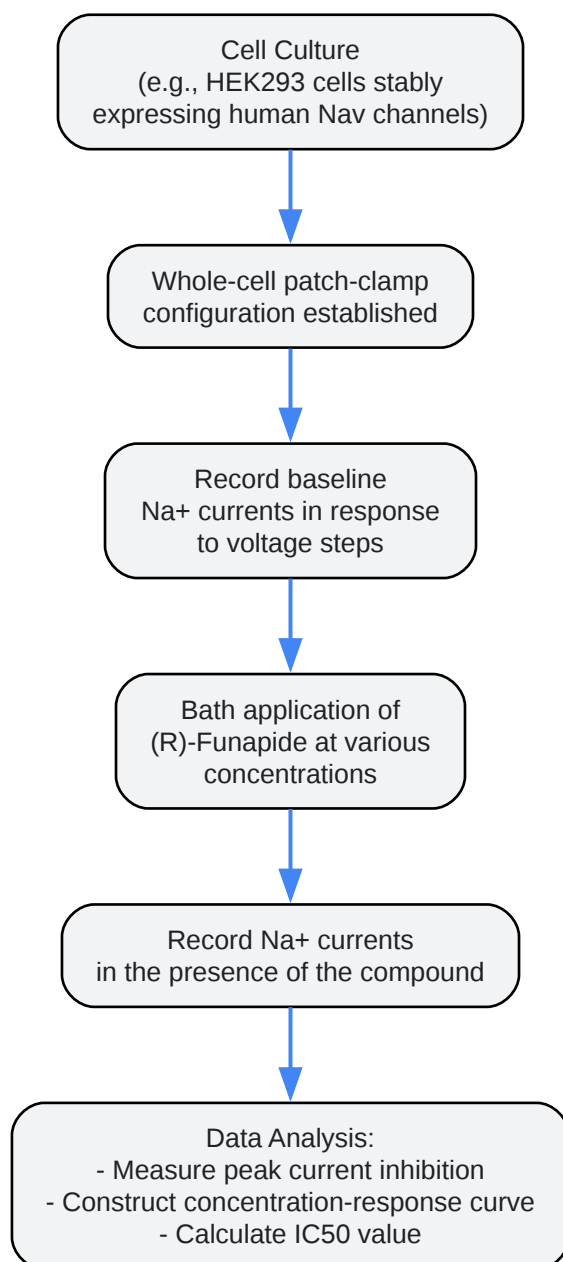 Cell Culture
(e.g., HEK293 cells stably
expressing human Nav channels)
Whole-cell patch-clamp
configuration established
Record baseline
Na+ currents in response
to voltage steps
Bath application of
(R)-Funapide at various
concentrations
Record Na+ currents
in the presence of the compound
Data Analysis:
- Measure peak current inhibition
- Construct concentration-response curve
- Calculate IC50 value